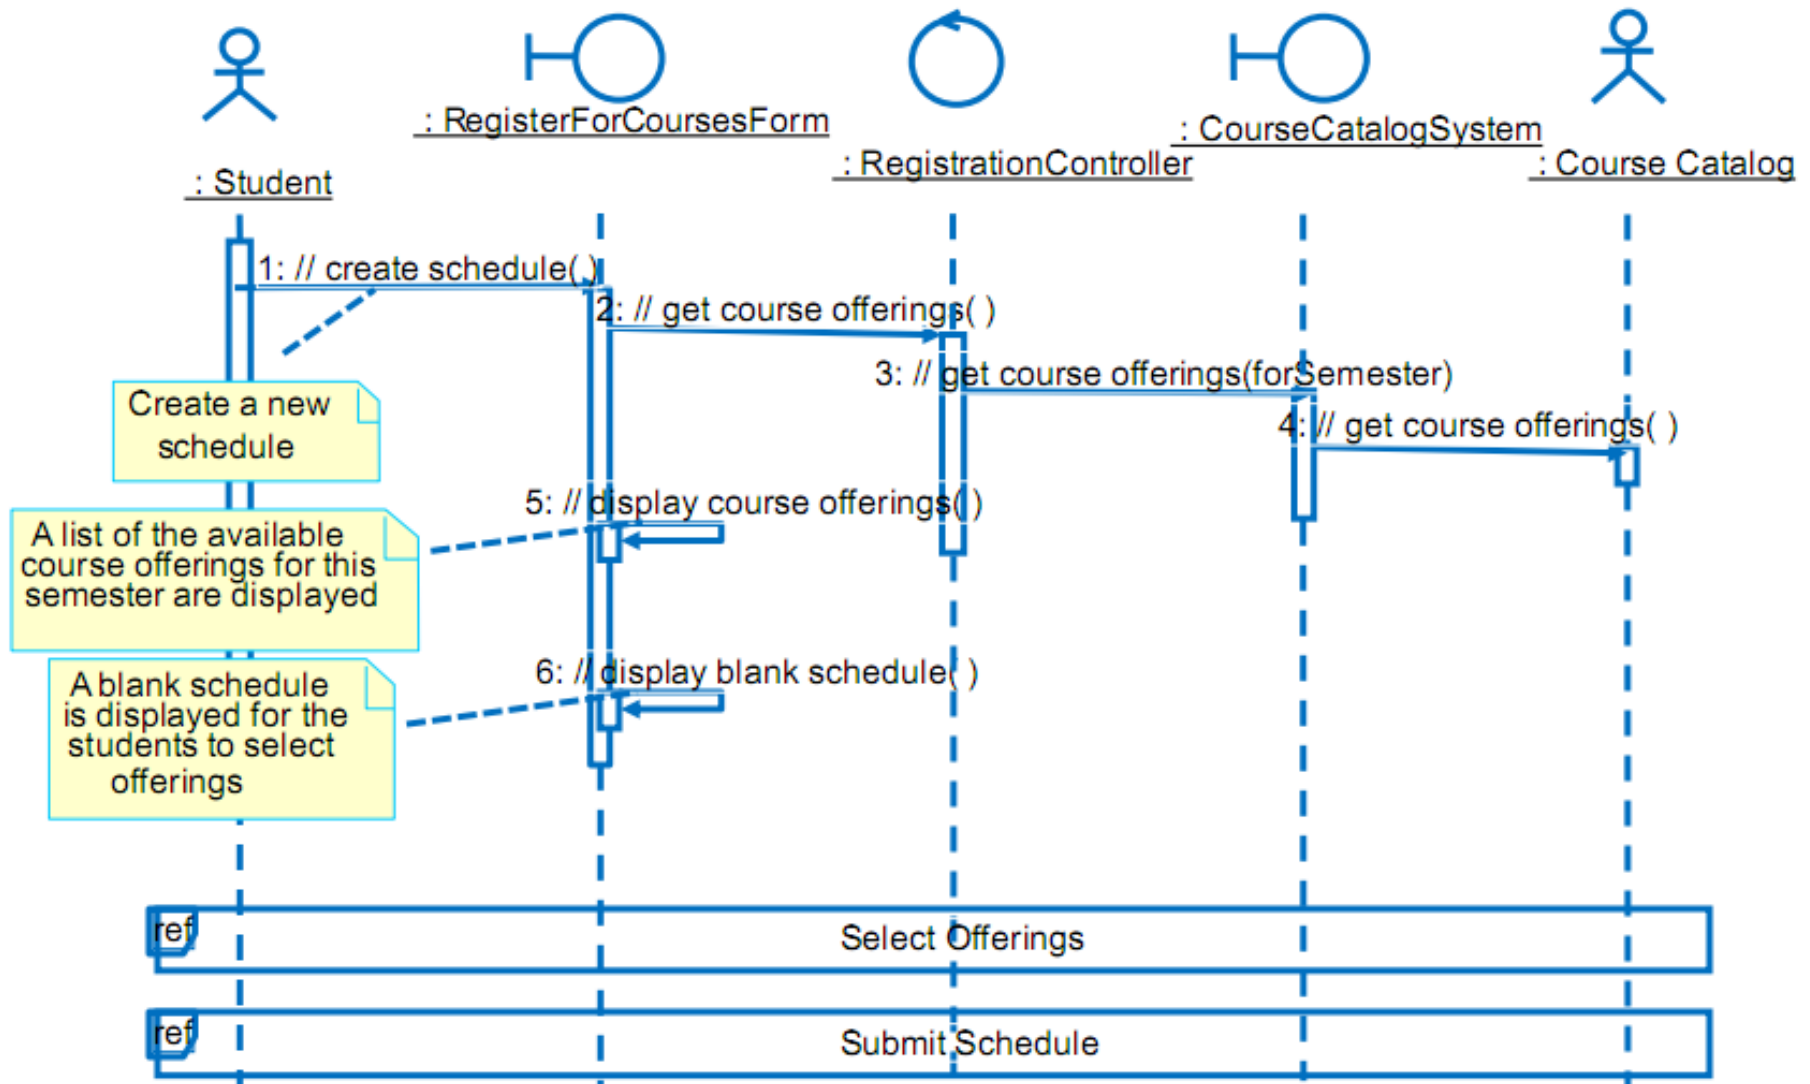 : RegisterForCoursesForm
: CourseCatalogSystem
: RegistrationController
: Course Catalog
: Student
1: // create schedule( )
2: // get course offerings( )
3: // get course offerings(forSemester)
4: // get course offerings( )
Create a new
schedule
5: // display course offerings( )
A list of the available
course offerings for this
semester are displayed
6: // display blank schedule( )
A blank schedule
is displayed for the
students to select
offerings
ref
Select Offerings
ref
Submit Schedule